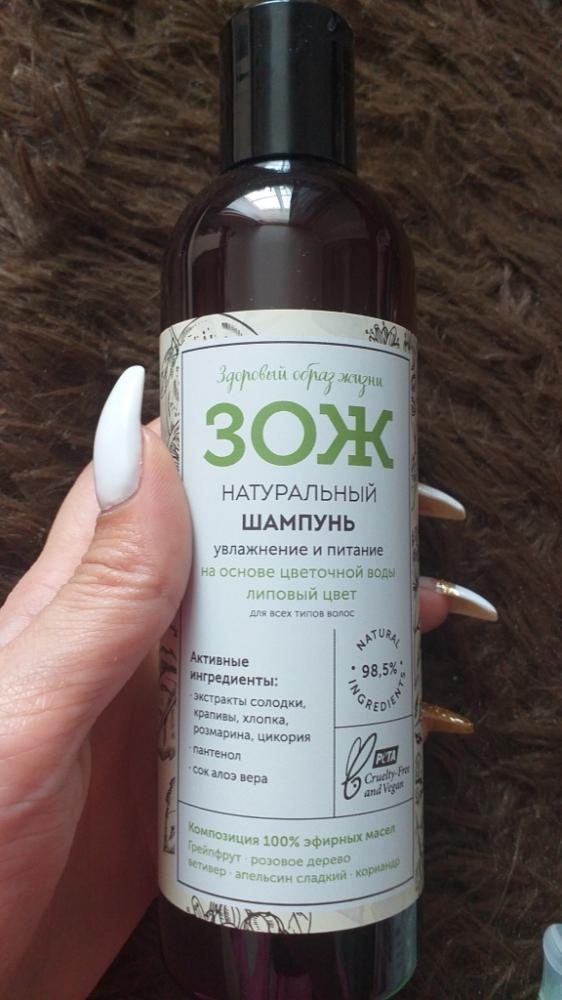 Здоровый образ жизни
ЗОЖ
НАТУРАЛЬНЫЙ
ШАМПУНЬ
увлажнение и питание
на основе цветочной воды
липовый цвет
для всех типов волос
Активные
ингредиенты:
· экстракты солодки,
крапивы, хлопка,
розмарина, цикория
· пантенол
· сок алоэ вера
NATURAL
· 98,5% ·
INGREDIENTS
PETA
Cruelty-Free
and Vegan
Композиция 100% эфирных масел
Грейпфрут · розовое дерево
ветивер · апельсин сладкий · кориандр